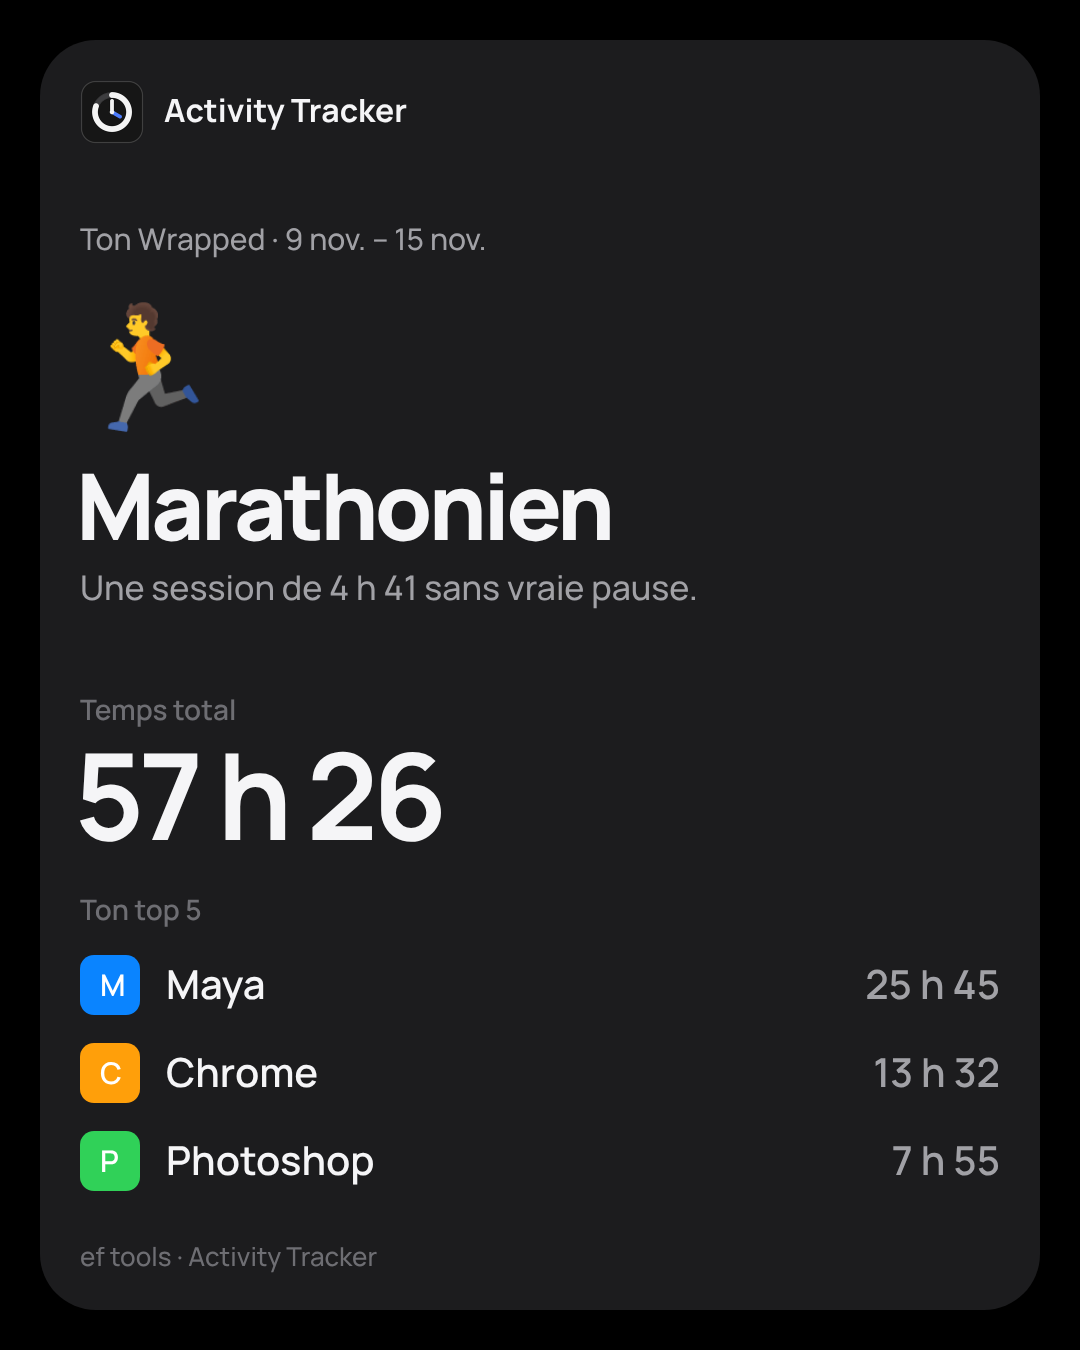 Activity Tracker
Ton Wrapped · 9 nov. – 15 nov.
Marathonien
Une session de 4 h 41 sans vraie pause.
Temps total
57 h 26
Ton top 5
M Maya 25 h 45
C Chrome 13 h 32
P Photoshop 7 h 55
ef tools · Activity Tracker